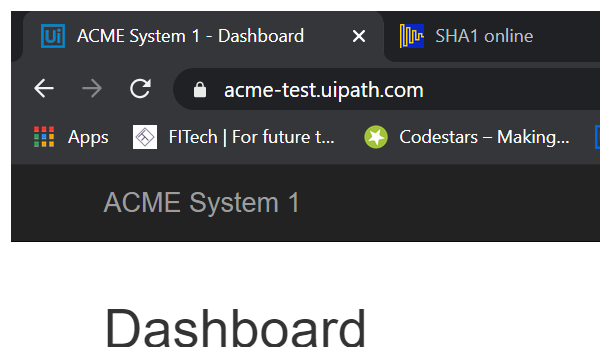 Ui ACME System 1 - Dashboard SHA1 online
acme-test.uipath.com
Apps FITech | For future t... Codestars – Making...
ACME System 1
Dashboard